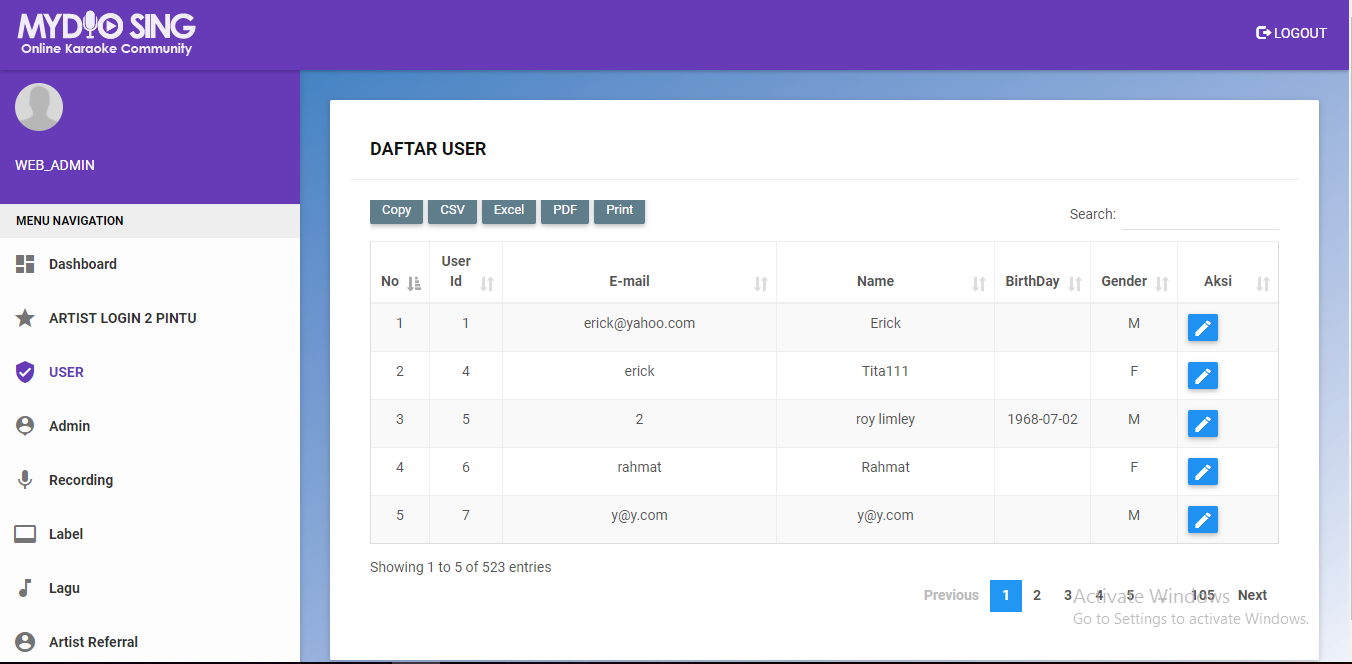 MYDIO SING
Online Karaoke Community
LOGOUT
WEB_ADMIN
MENU NAVIGATION
Dashboard
ARTIST LOGIN 2 PINTU
USER
Admin
Recording
Label
Lagu
Artist Referral
DAFTAR USER
Copy CSV Excel PDF Print
Search:
No User Id E-mail Name BirthDay Gender Aksi
1 1 erick@yahoo.com Erick M
2 4 erick Tita111 F
3 5 2 roy limley 1968-07-02 M
4 6 rahmat Rahmat F
5 7 y@y.com y@y.com M
Showing 1 to 5 of 523 entries
Previous 1 2 3 4 5 … 105 Next
Activate Windows
Go to Settings to activate Windows.